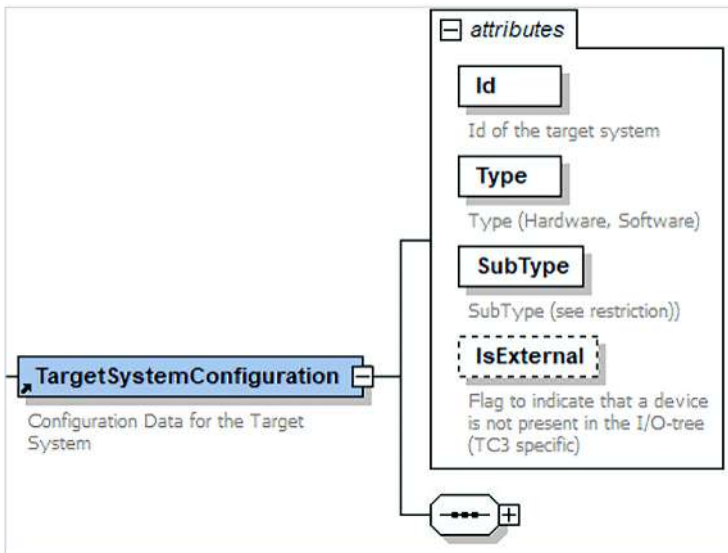 attributes
Id
Id of the target system
Type
Type (Hardware, Software)
SubType
SubType (see restriction))
IsExternal
Flag to indicate that a device
is not present in the I/O-tree
(TC3 specific)
TargetSystemConfiguration
Configuration Data for the Target
System